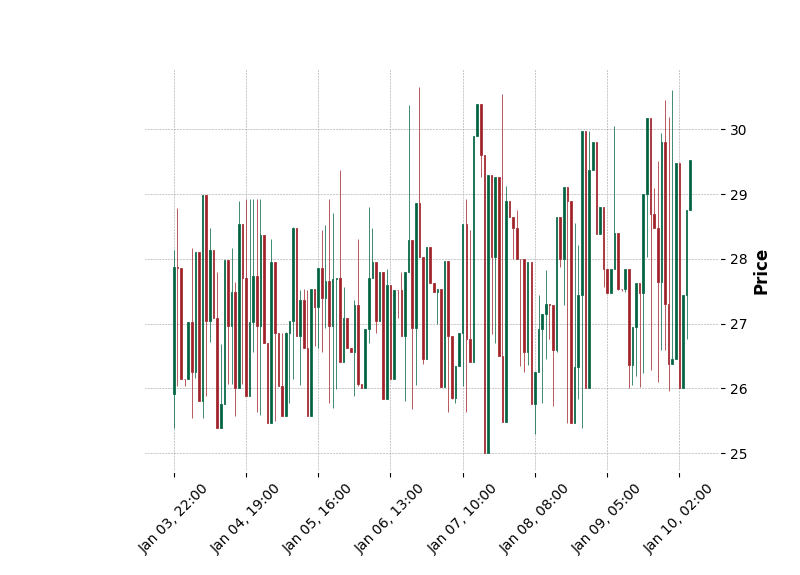 30
29
28
27
26
25
Price
Jan 03, 22:00
Jan 04, 19:00
Jan 05, 16:00
Jan 06, 13:00
Jan 07, 10:00
Jan 08, 08:00
Jan 09, 05:00
Jan 10, 02:00